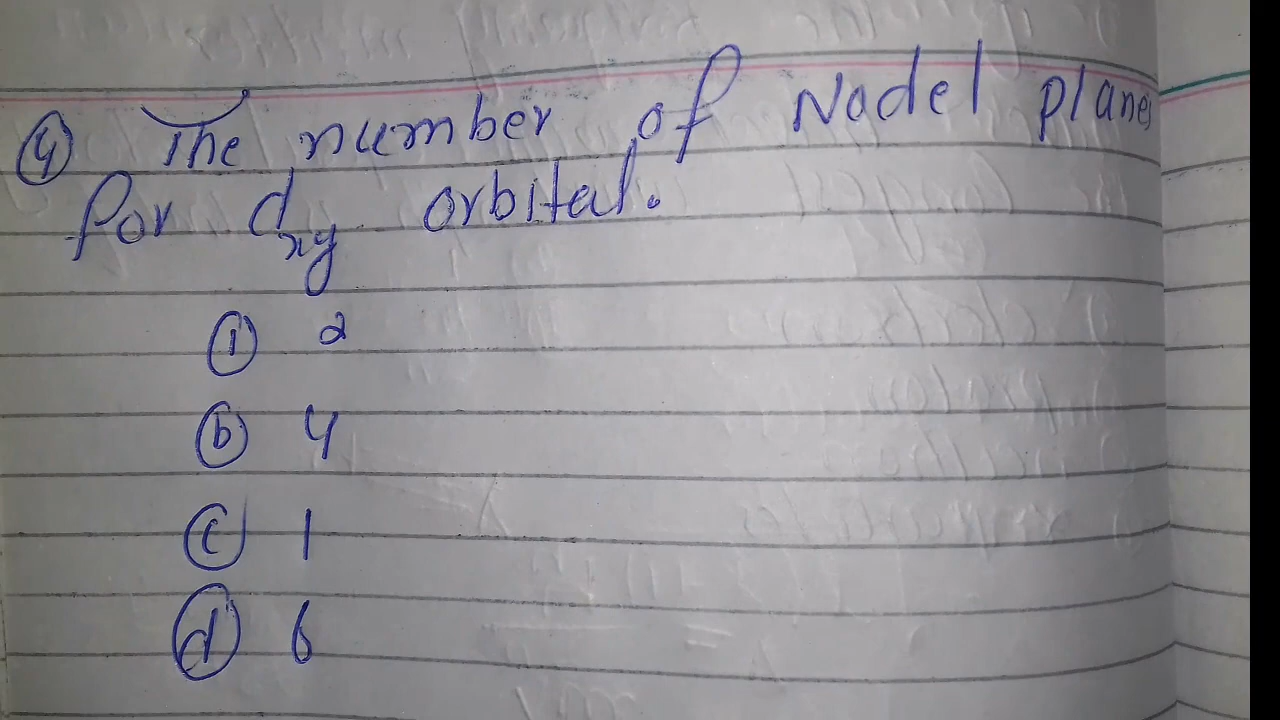 ④ The number of Nodel planes
for dxy orbital.
① 2
ⓑ 4
ⓒ 1
ⓓ 6